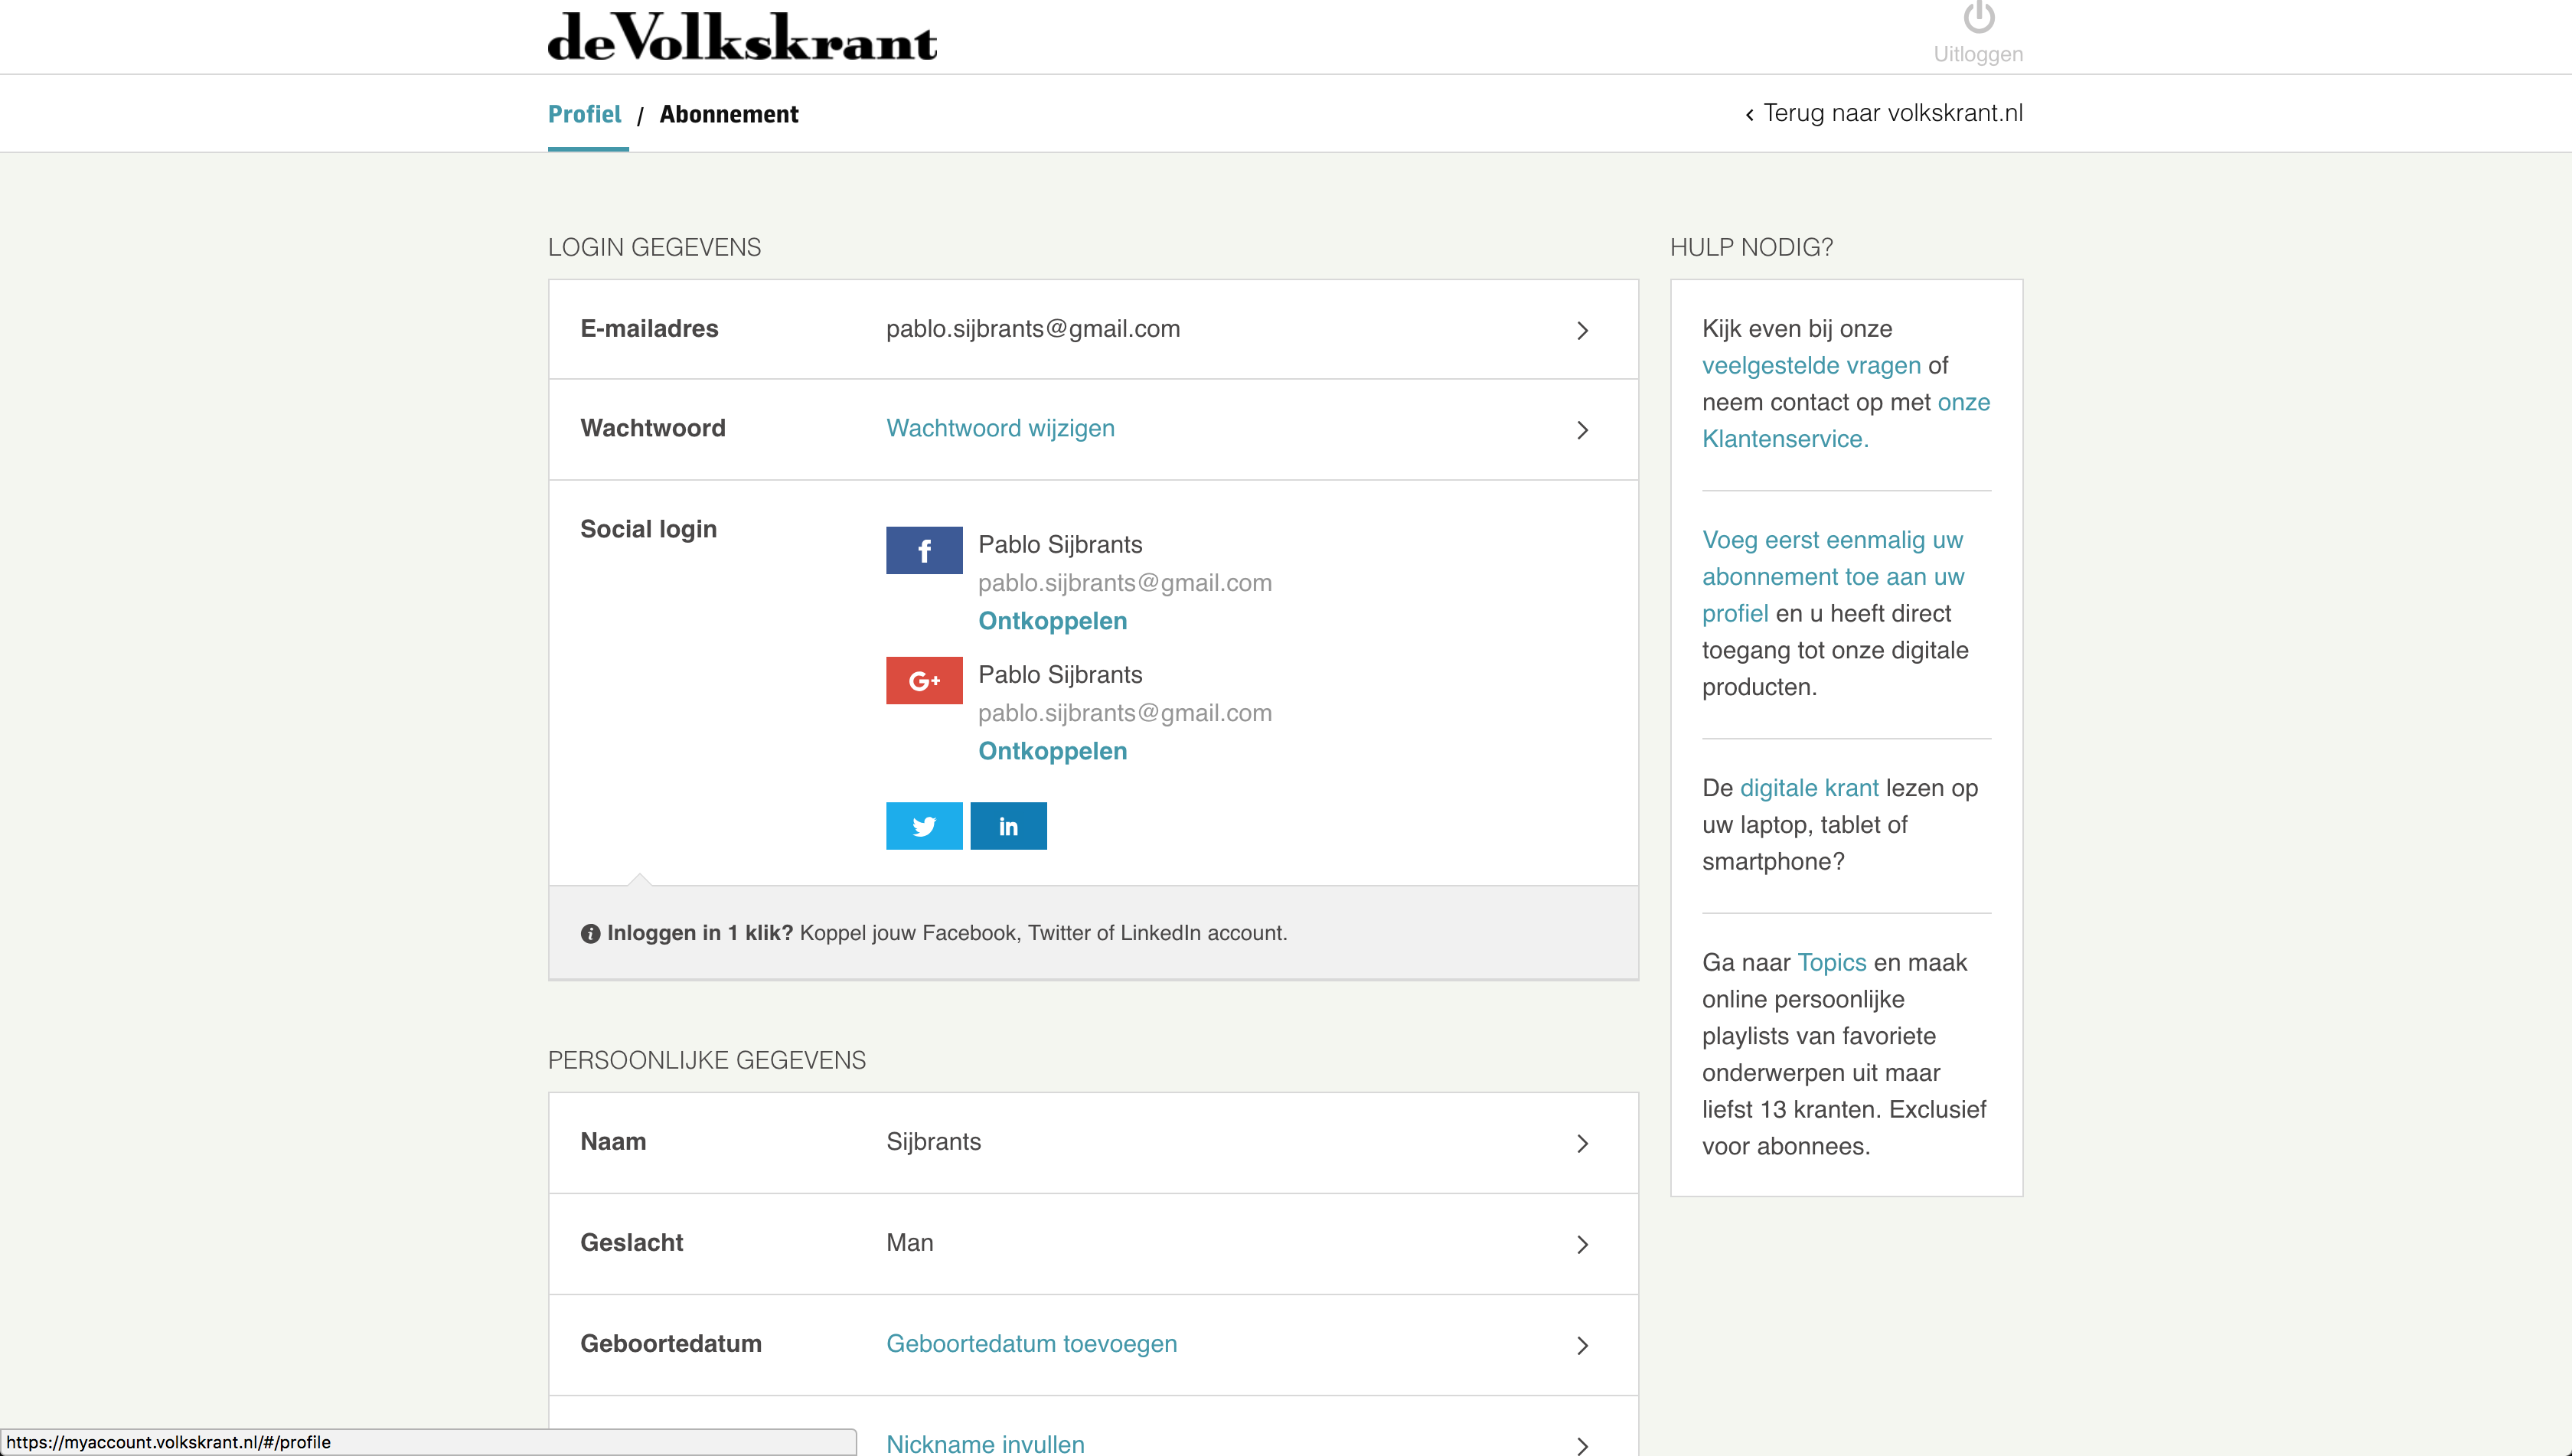 deVolkskrant
Uitloggen
Profiel / Abonnement
‹ Terug naar volkskrant.nl
LOGIN GEGEVENS
E-mailadres pablo.sijbrants@gmail.com
Wachtwoord Wachtwoord wijzigen
Social login
f Pablo Sijbrants
pablo.sijbrants@gmail.com
Ontkoppelen
G+ Pablo Sijbrants
pablo.sijbrants@gmail.com
Ontkoppelen
in
Inloggen in 1 klik? Koppel jouw Facebook, Twitter of LinkedIn account.
PERSOONLIJKE GEGEVENS
Naam Sijbrants
Geslacht Man
Geboortedatum Geboortedatum toevoegen
Nickname invullen
HULP NODIG?
Kijk even bij onze
veelgestelde vragen of
neem contact op met onze
Klantenservice.
Voeg eerst eenmalig uw
abonnement toe aan uw
profiel en u heeft direct
toegang tot onze digitale
producten.
De digitale krant lezen op
uw laptop, tablet of
smartphone?
Ga naar Topics en maak
online persoonlijke
playlists van favoriete
onderwerpen uit maar
liefst 13 kranten. Exclusief
voor abonnees.
https://myaccount.volkskrant.nl/#/profile